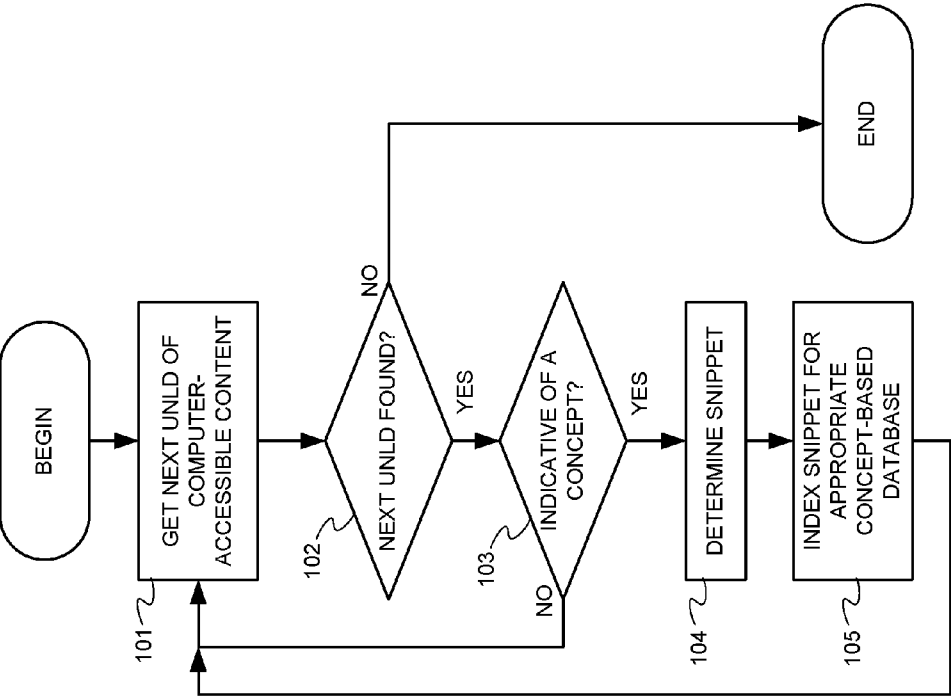 BEGIN
101
GET NEXT UNLD OF
COMPUTER-
ACCESSIBLE CONTENT
102
NEXT UNLD FOUND?
NO
YES
103
INDICATIVE OF A
CONCEPT?
NO
YES
104
DETERMINE SNIPPET
105
INDEX SNIPPET FOR
APPROPRIATE
CONCEPT-BASED
DATABASE
END